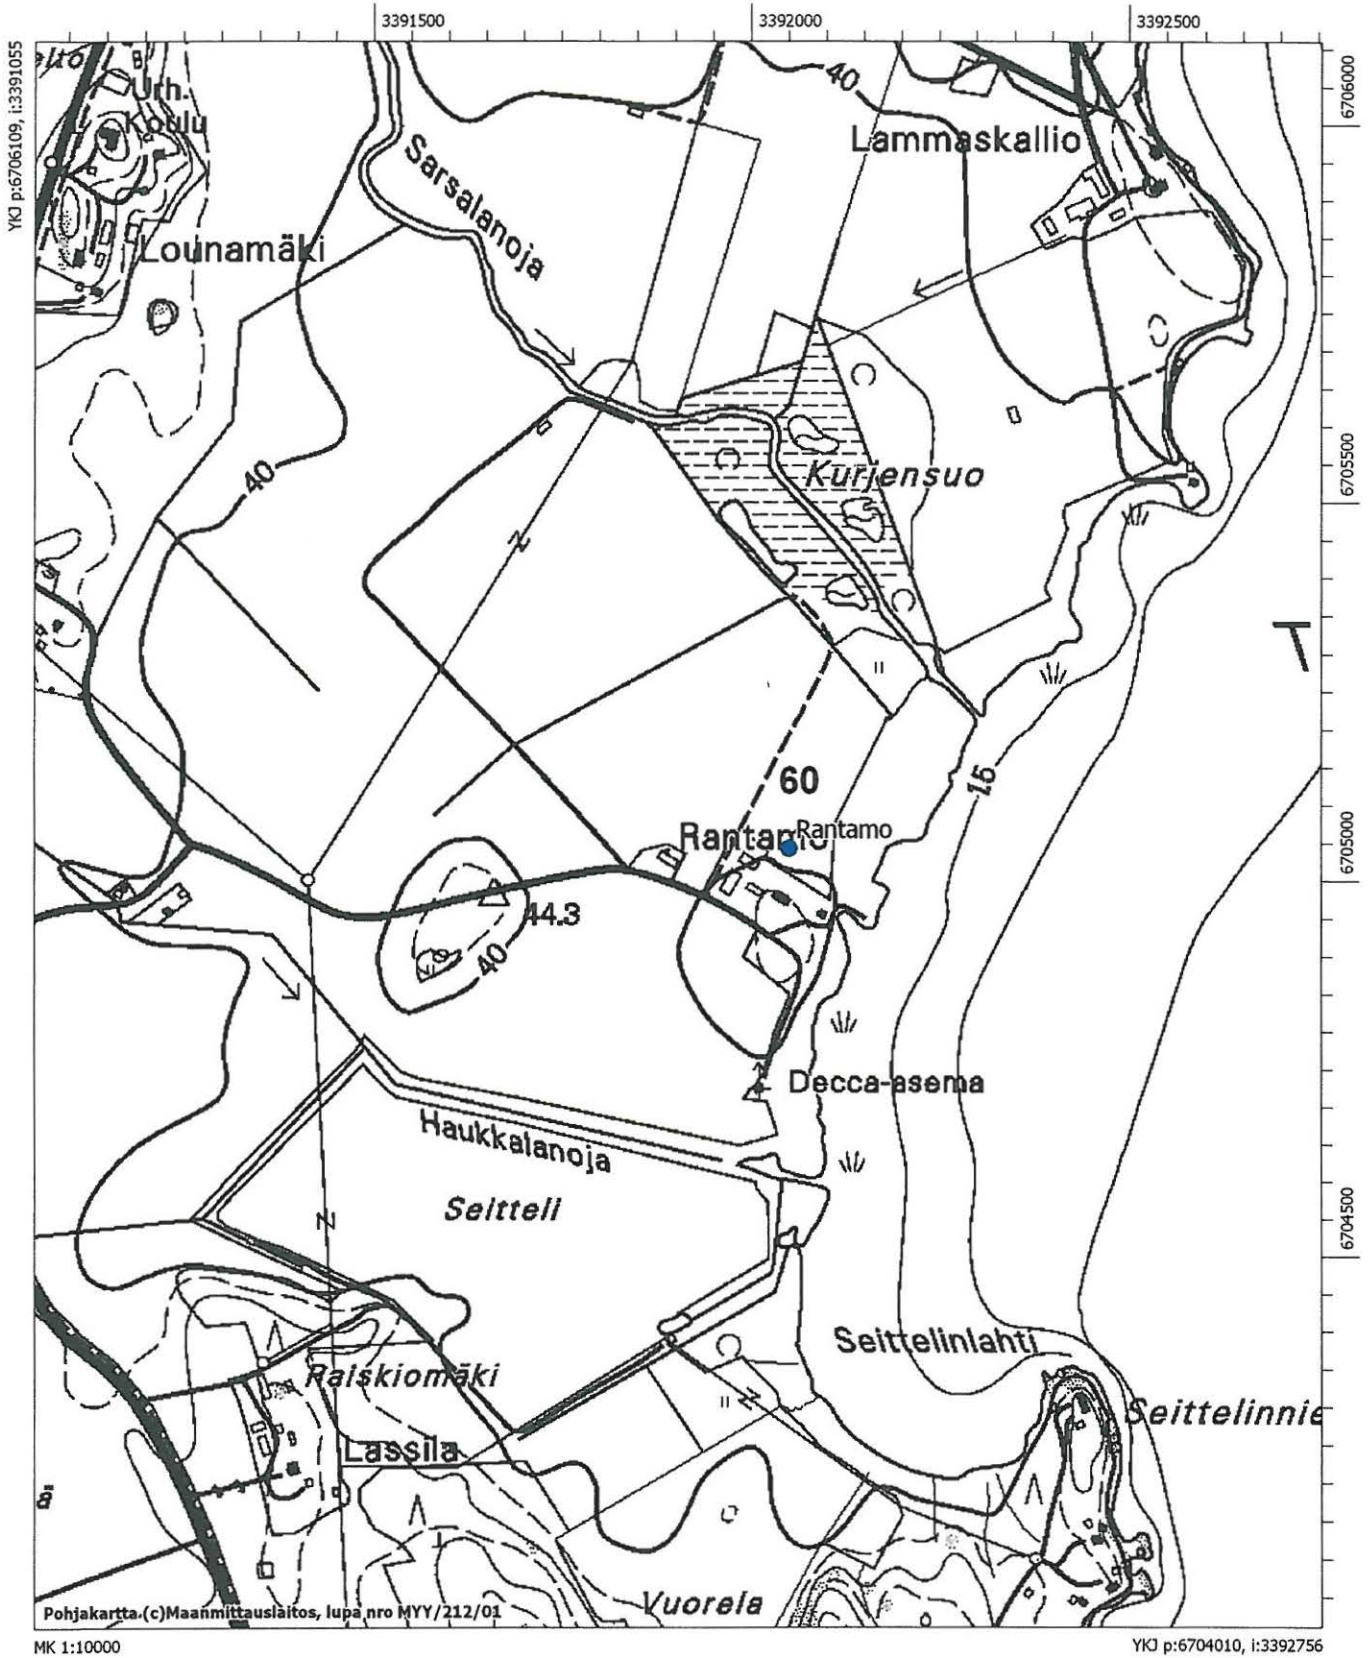 3391500
3392000
3392500
YKJ p:6706109, i:3391055
elto
Urh.
Koulu
40
Lammaskallio
6706000
Sarsalanoja
Lounamäki
40
Kurjensuo
6705500
60
15
Rantamo
Rantamo
6705000
44.3
40
Decca-asema
Haukkalanoja
Seitteli
6704500
Seittelinlahti
Raiskiomäki
Seittelinnie
Lassila
ä
Vuorela
Pohjakartta (c)Maanmittauslaitos, lupa nro MYY/212/01
MK 1:10000
YKJ p:6704010, i:3392756